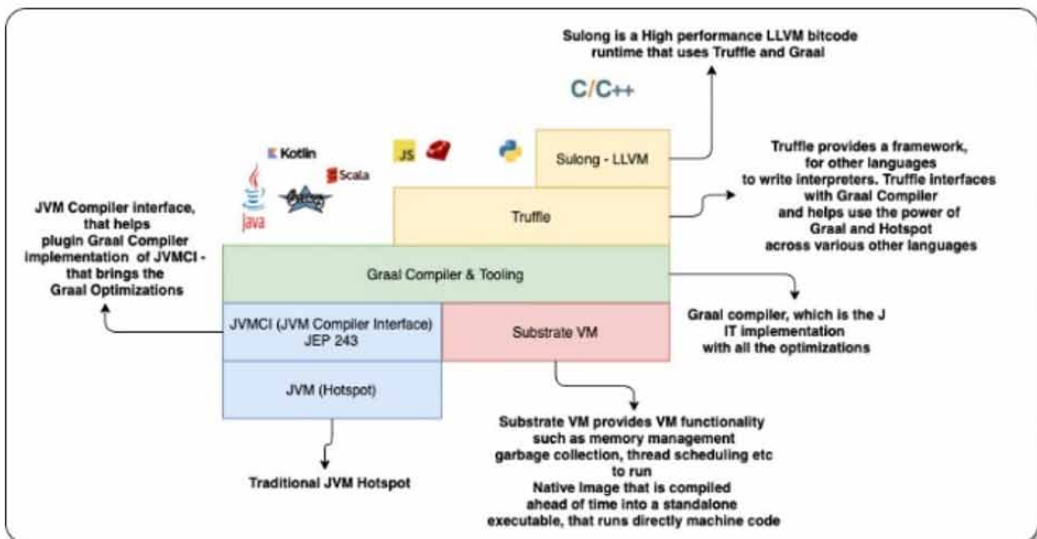 Sulong is a High performance LLVM bitcode
runtime that uses Truffle and Graal
C/C++
JS
Sulong - LLVM
Kotlin
Scala
Java
Truffle provides a framework,
for other languages
to write interpreters. Truffle interfaces
with Graal Compiler
and helps use the power of
Graal and Hotspot
across various other languages
Truffle
JVM Compiler interface,
that helps
plugin Graal Compiler
implementation of JVMCI -
that brings the
Graal Optimizations
Graal Compiler & Tooling
Graal compiler, which is the J
IT implementation
with all the optimizations
JVMCI (JVM Compiler Interface)
JEP 243
Substrate VM
JVM (Hotspot)
Substrate VM provides VM functionality
such as memory management
garbage collection, thread scheduling etc
to run
Native Image that is compiled
ahead of time into a standalone
executable, that runs directly machine code
Traditional JVM Hotspot